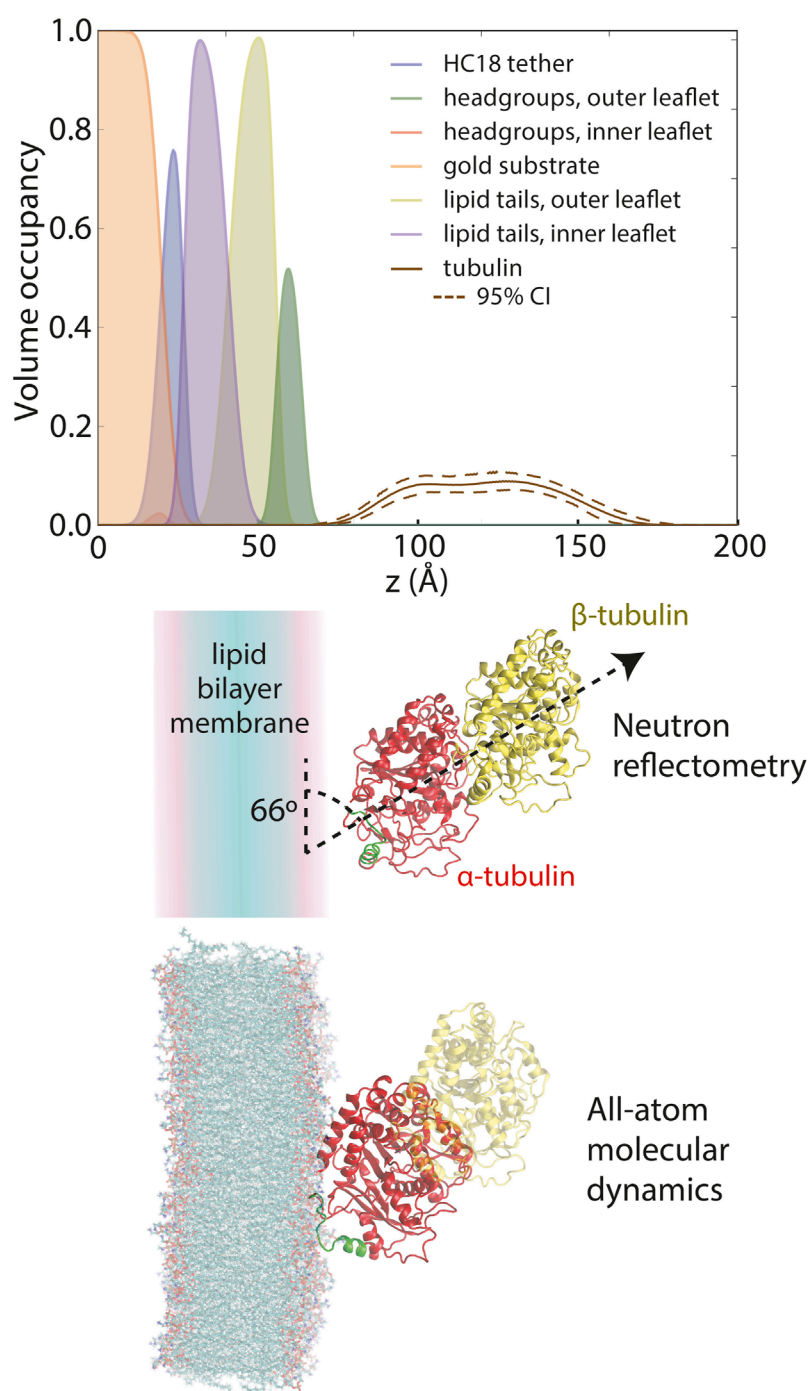 1.0
0.8
0.6
0.4
0.2
0.0
Volume occupancy
HC18 tether
headgroups, outer leaflet
headgroups, inner leaflet
gold substrate
lipid tails, outer leaflet
lipid tails, inner leaflet
tubulin
95% CI
0
50
100
150
200
z (Å)
lipid
bilayer
membrane
66º
β-tubulin
Neutron
reflectometry
α-tubulin
All-atom
molecular
dynamics